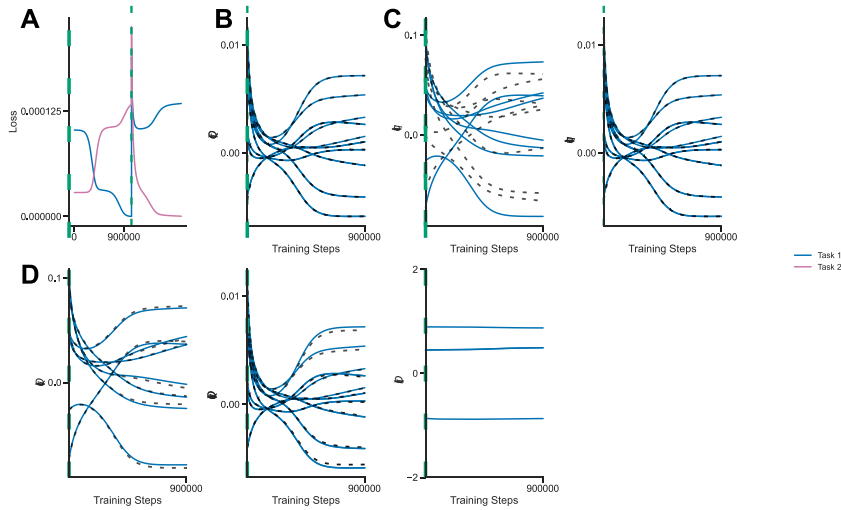 A
B
C
0.000125
0.000000
Loss
0
900000
0.01
0.00
Training Steps
900000
0.1
0.0
Training Steps
900000
0.01
0.00
Training Steps
900000
Task 1
Task 2
D
0.1
0.0
Training Steps
900000
0.01
0.00
Training Steps
900000
2
0
−2
Training Steps
900000